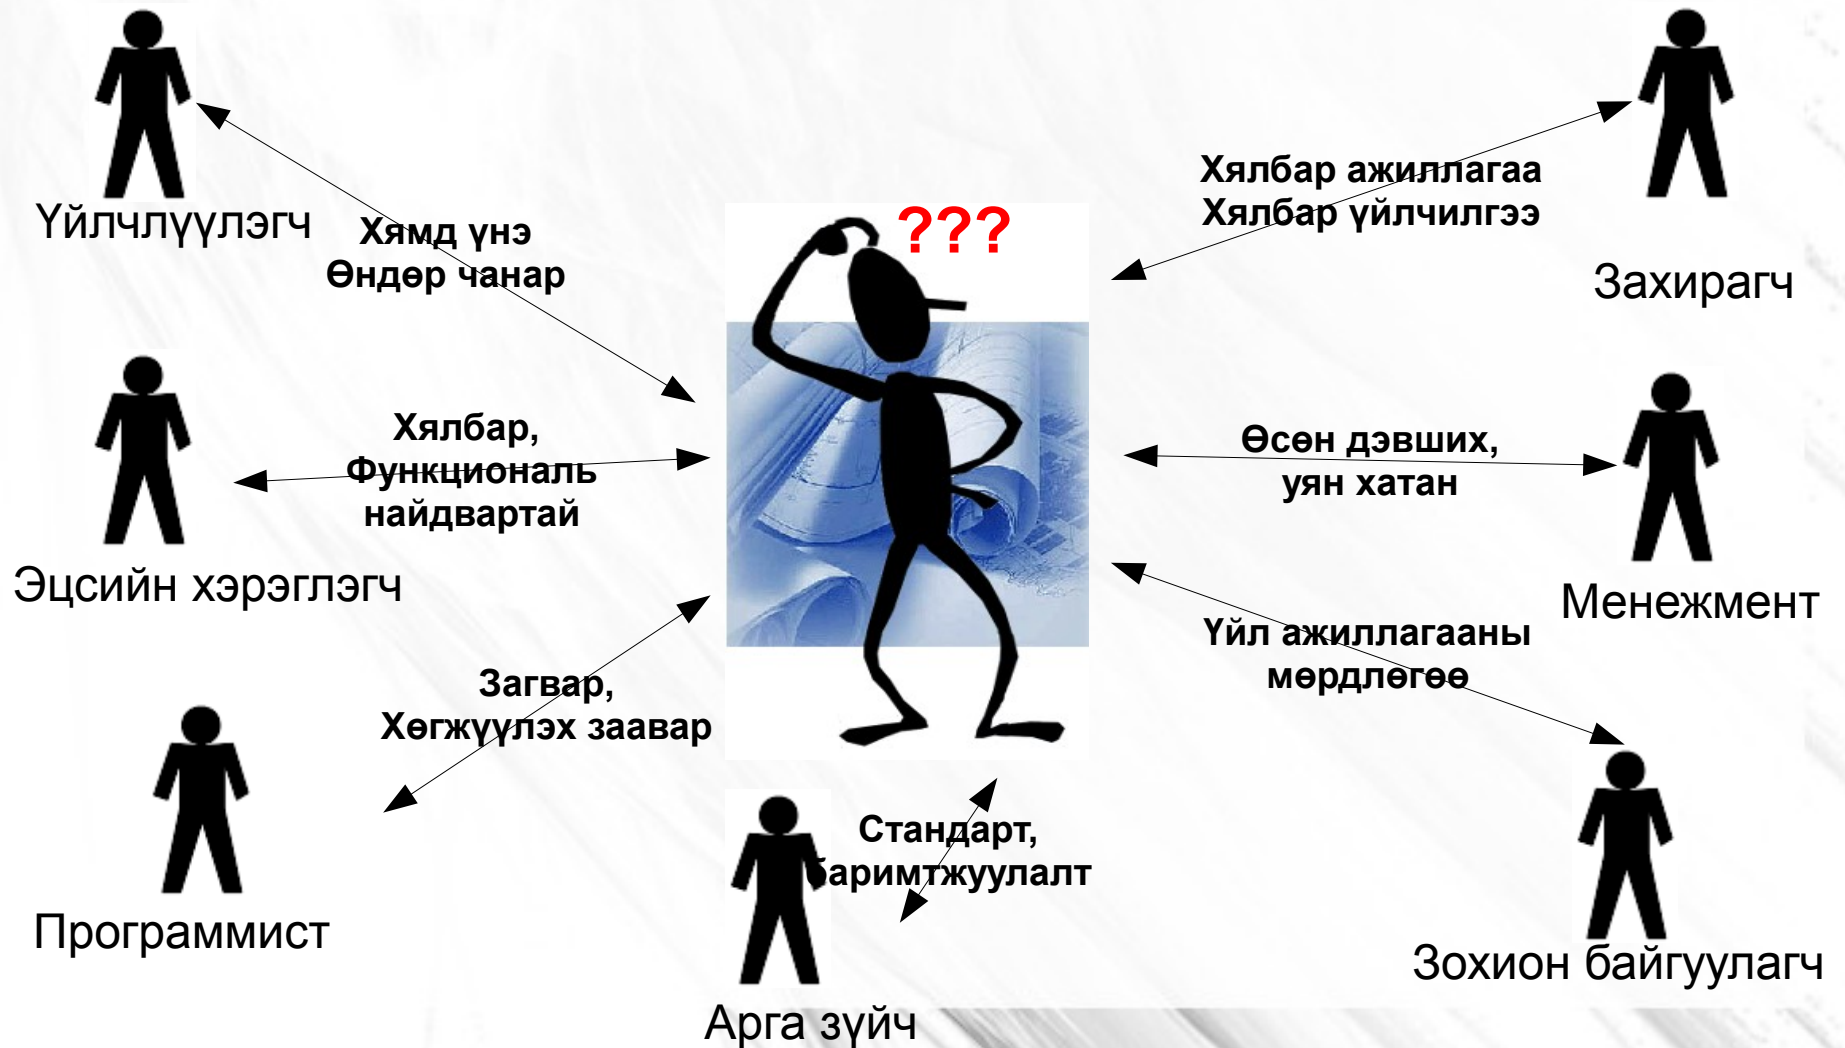 Үйлчлүүлэгч
Хямд үнэ
Өндөр чанар
???
Хялбар ажиллагаа
Хялбар үйлчилгээ
Захирагч
Хялбар,
Функциональ
найдвартай
Эцсийн хэрэглэгч
Өсөн дэвших,
уян хатан
Менежмент
Загвар,
Хөгжүүлэх заавар
Программист
Үйл ажиллагааны
мөрдлөгөө
Зохион байгуулагч
Стандарт,
баримтжуулалт
Арга зүйч